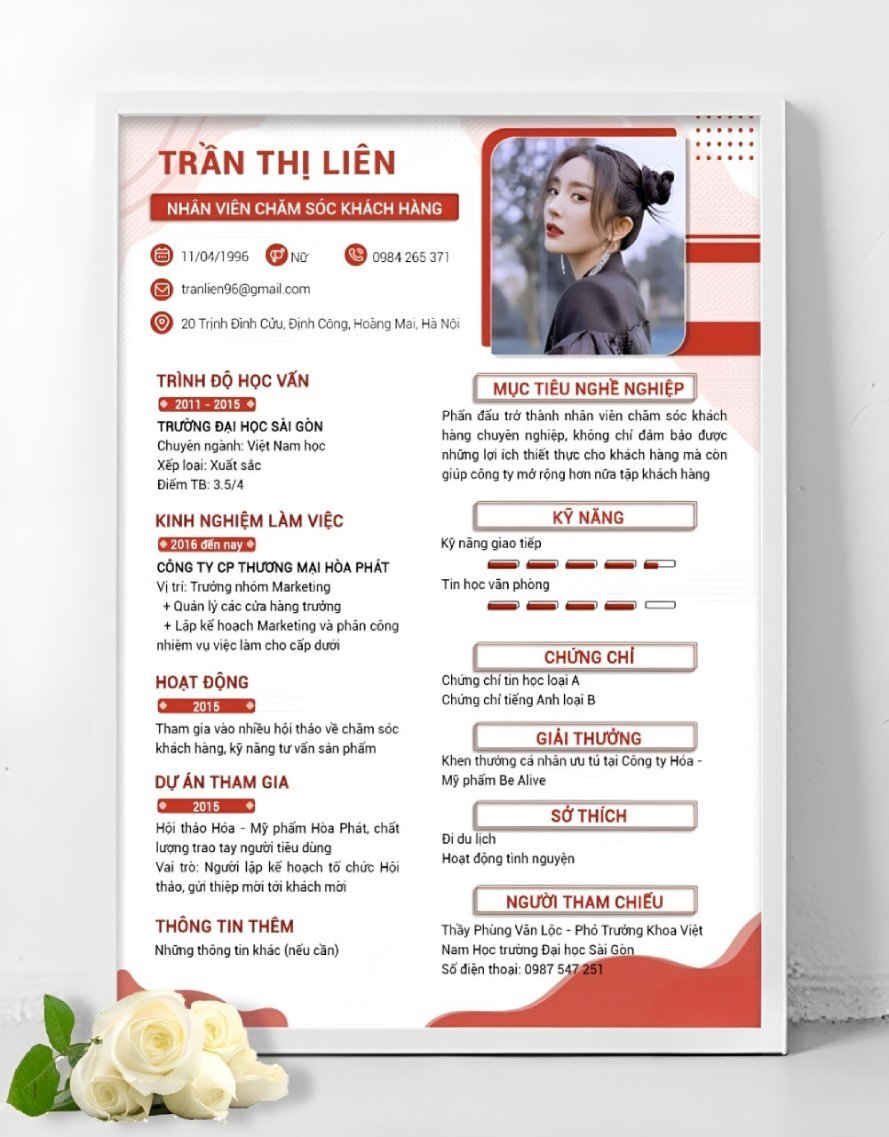 TRẦN THỊ LIÊN
NHÂN VIÊN CHĂM SÓC KHÁCH HÀNG
11/04/1996 Nữ 0984 265 371
tranlien96@gmail.com
20 Trịnh Đình Cửu, Định Công, Hoàng Mai, Hà Nội
TRÌNH ĐỘ HỌC VẤN
2011 - 2015
TRƯỜNG ĐẠI HỌC SÀI GÒN
Chuyên ngành: Việt Nam học
Xếp loại: Xuất sắc
Điểm TB: 3.5/4
KINH NGHIỆM LÀM VIỆC
2016 đến nay
CÔNG TY CP THƯƠNG MẠI HÒA PHÁT
Vị trí: Trưởng nhóm Marketing
+ Quản lý các cửa hàng trưởng
+ Lập kế hoạch Marketing và phân công
nhiệm vụ việc làm cho cấp dưới
HOẠT ĐỘNG
2015
Tham gia vào nhiều hội thảo về chăm sóc
khách hàng, kỹ năng tư vấn sản phẩm
DỰ ÁN THAM GIA
2015
Hội thảo Hóa - Mỹ phẩm Hòa Phát, chất
lượng trao tay người tiêu dùng
Vai trò: Người lập kế hoạch tổ chức Hội
thảo, gửi thiệp mời tới khách mời
THÔNG TIN THÊM
Những thông tin khác (nếu cần)
MỤC TIÊU NGHỀ NGHIỆP
Phấn đấu trở thành nhân viên chăm sóc khách
hàng chuyên nghiệp, không chỉ đảm bảo được
những lợi ích thiết thực cho khách hàng mà còn
giúp công ty mở rộng hơn nữa tập khách hàng
KỸ NĂNG
Kỹ năng giao tiếp
Tin học văn phòng
CHỨNG CHỈ
Chứng chỉ tin học loại A
Chứng chỉ tiếng Anh loại B
GIẢI THƯỞNG
Khen thưởng cá nhân ưu tú tại Công ty Hóa -
Mỹ phẩm Be Alive
SỞ THÍCH
Đi du lịch
Hoạt động tình nguyện
NGƯỜI THAM CHIẾU
Thầy Phùng Văn Lộc - Phó Trưởng Khoa Việt
Nam Học trường Đại học Sài Gòn
Số điện thoại: 0987 547 251